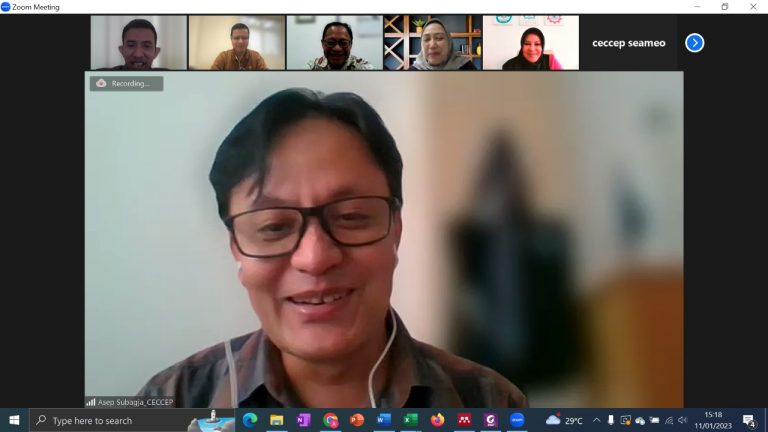 Zoom Meeting
ceccep seameo
Recording...
Asep Subagja_CECCEP
Type here to search
29°C
15:18
11/01/2023
4